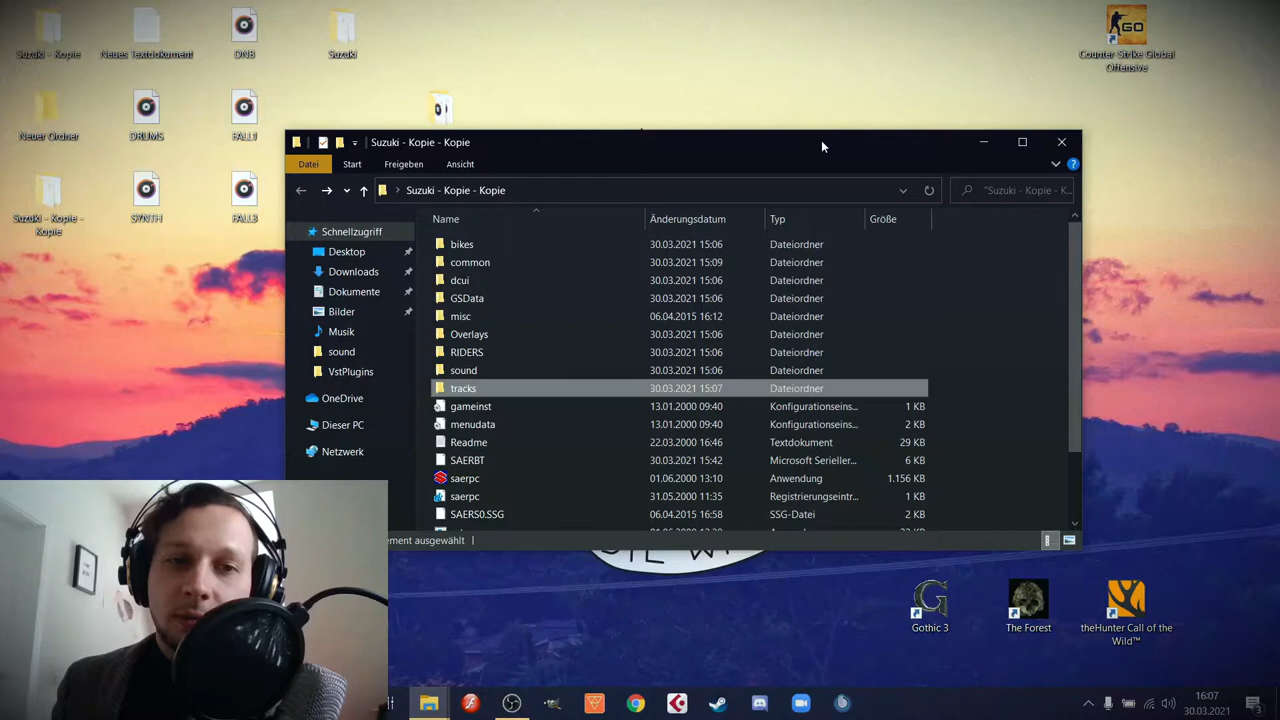 Suzuki - Kopie
Neues Textdokument
DNB
Suzuki
GO
Counter-Strike Global
Offensive
Neuer Ordner
DRUMS
FALL1
Suzuki - Kopie -
Kopie
SYNTH
FALL3
Suzuki - Kopie - Kopie
Datei
Start
Freigeben
Ansicht
Suzuki - Kopie - Kopie
"Suzuki - Kopie - K...
Schnellzugriff
Desktop
Downloads
Dokumente
Bilder
Musik
sound
VstPlugins
OneDrive
Dieser PC
Netzwerk
Name Änderungsdatum Typ Größe
bikes 30.03.2021 15:06 Dateiordner
common 30.03.2021 15:09 Dateiordner
dcui 30.03.2021 15:06 Dateiordner
GSData 30.03.2021 15:06 Dateiordner
misc 06.04.2015 16:12 Dateiordner
Overlays 30.03.2021 15:06 Dateiordner
RIDERS 30.03.2021 15:06 Dateiordner
sound 30.03.2021 15:06 Dateiordner
tracks 30.03.2021 15:07 Dateiordner
gameinst 13.01.2000 09:40 Konfigurationseins... 1 KB
menudata 13.01.2000 09:40 Konfigurationseins... 2 KB
Readme 22.03.2000 16:46 Textdokument 29 KB
SAERBT 30.03.2021 15:42 Microsoft Serieller... 6 KB
saerpc 01.06.2000 13:10 Anwendung 1.156 KB
saerpc 31.05.2000 11:35 Registrierungseintr... 1 KB
SAERS0.SSG 06.04.2015 16:58 SSG-Datei 2 KB
ement ausgewählt
Gothic 3
The Forest
theHunter Call of the
Wild™
16:07
30.03.2021
3